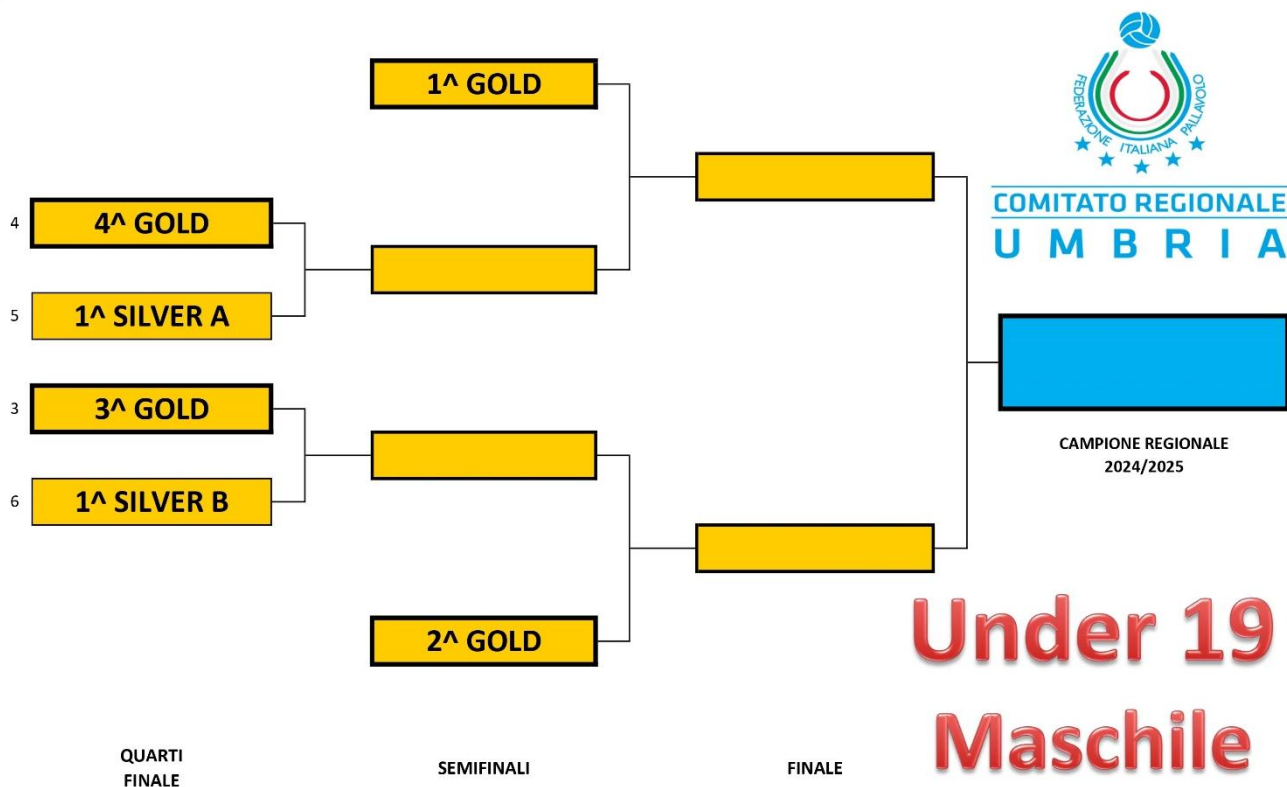 1^ GOLD
4 4^ GOLD
5 1^ SILVER A
3 3^ GOLD
6 1^ SILVER B
2^ GOLD
QUARTI
FINALE
SEMIFINALI
FINALE
FEDERAZIONE ITALIANA PALLAVOLO
COMITATO REGIONALE
UMBRIA
CAMPIONE REGIONALE
2024/2025
Under 19
Maschile